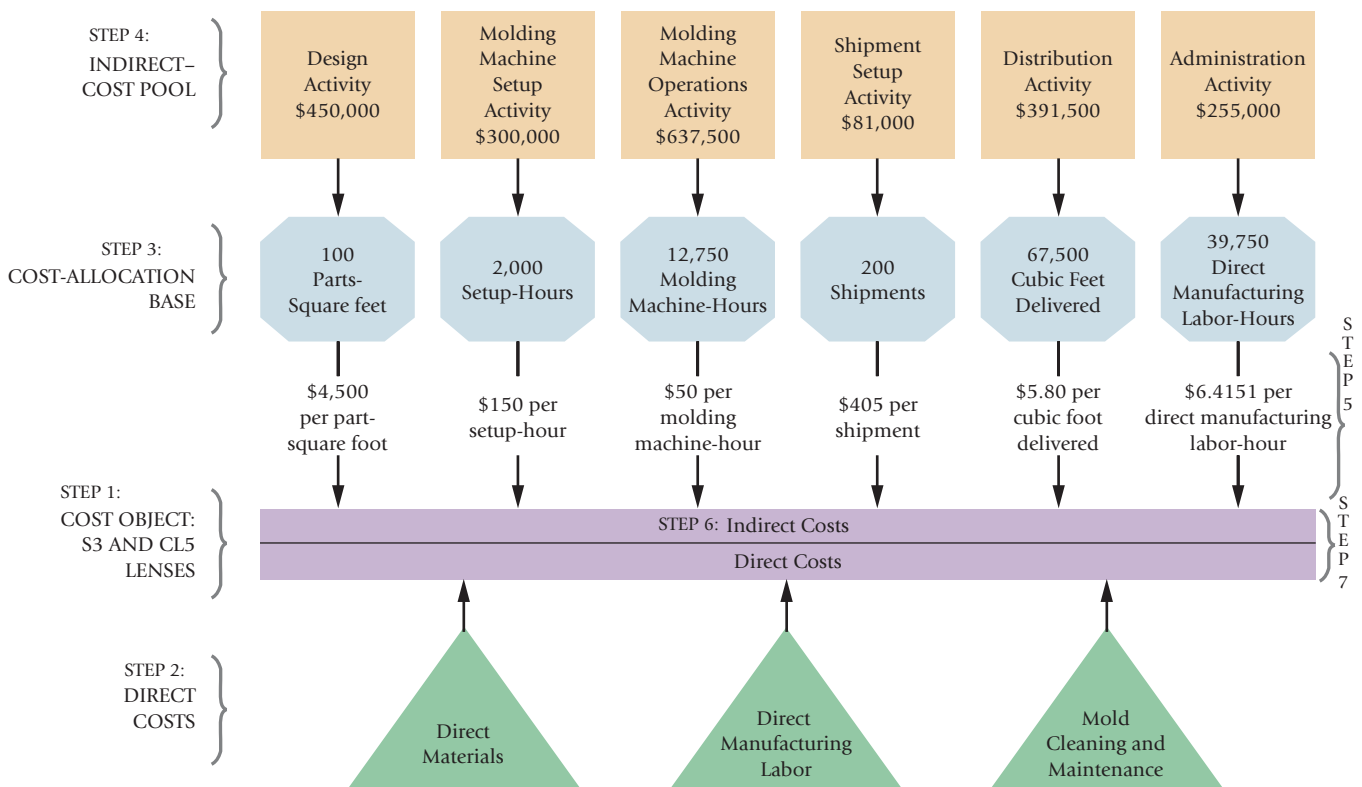 STEP 4:
INDIRECT–
COST POOL
Design
Activity
$450,000
Molding
Machine
Setup
Activity
$300,000
Molding
Machine
Operations
Activity
$637,500
Shipment
Setup
Activity
$81,000
Distribution
Activity
$391,500
Administration
Activity
$255,000
STEP 3:
COST-ALLOCATION
BASE
100
Parts-
Square feet
2,000
Setup-Hours
12,750
Molding
Machine-Hours
200
Shipments
67,500
Cubic Feet
Delivered
39,750
Direct
Manufacturing
Labor-Hours
$4,500
per part-
square foot
$150 per
setup-hour
$50 per
molding
machine-hour
$405 per
shipment
$5.80 per
cubic foot
delivered
$6.4151 per
direct manufacturing
labor-hour
STEP 5
STEP 1:
COST OBJECT:
S3 AND CL5
LENSES
STEP 6: Indirect Costs
Direct Costs
STEP 7
STEP 2:
DIRECT
COSTS
Direct
Materials
Direct
Manufacturing
Labor
Mold
Cleaning and
Maintenance